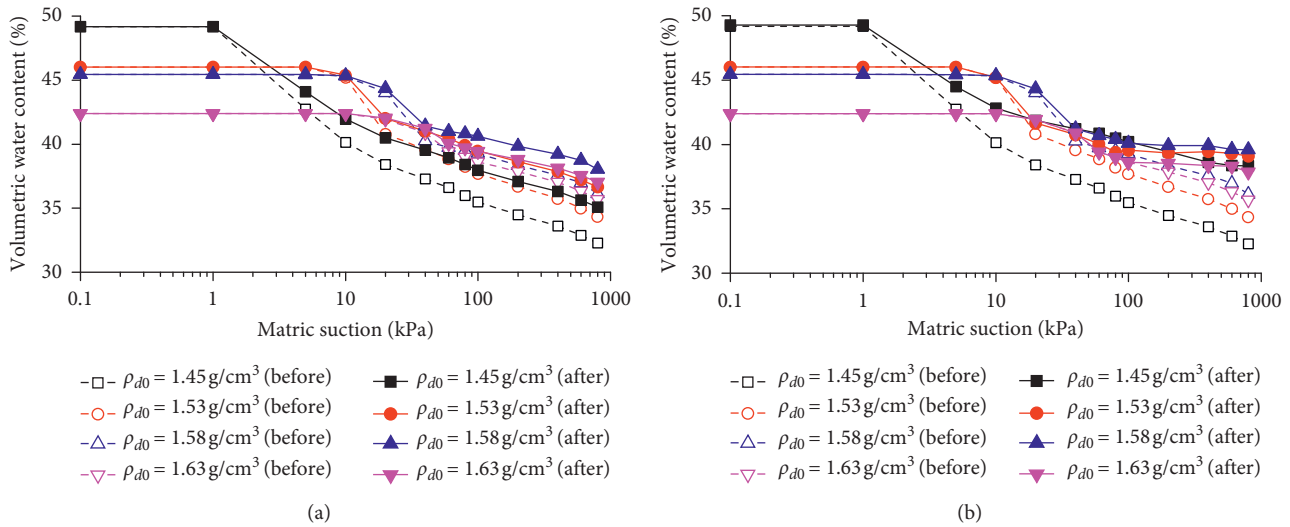 50
45
40
35
30
Volumetric water content (%)
0.1 1 10 100 1000
Matric suction (kPa)
ρd0 = 1.45 g/cm³ (before)
ρd0 = 1.53 g/cm³ (before)
ρd0 = 1.58 g/cm³ (before)
ρd0 = 1.63 g/cm³ (before)
ρd0 = 1.45 g/cm³ (after)
ρd0 = 1.53 g/cm³ (after)
ρd0 = 1.58 g/cm³ (after)
ρd0 = 1.63 g/cm³ (after)
(a)
50
45
40
35
30
Volumetric water content (%)
0.1 1 10 100 1000
Matric suction (kPa)
ρd0 = 1.45 g/cm³ (before)
ρd0 = 1.53 g/cm³ (before)
ρd0 = 1.58 g/cm³ (before)
ρd0 = 1.63 g/cm³ (before)
ρd0 = 1.45 g/cm³ (after)
ρd0 = 1.53 g/cm³ (after)
ρd0 = 1.58 g/cm³ (after)
ρd0 = 1.63 g/cm³ (after)
(b)